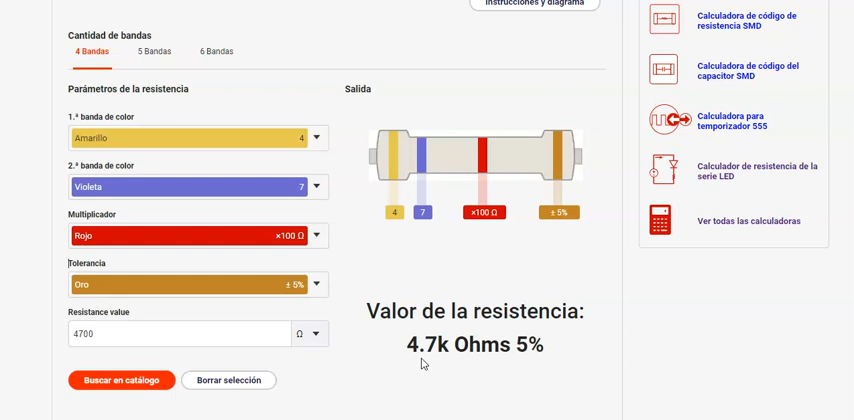 Instrucciones y diagrama
Cantidad de bandas
4 Bandas 5 Bandas 6 Bandas
Parámetros de la resistencia
1.ª banda de color
Amarillo 4
2.ª banda de color
Violeta 7
Multiplicador
Rojo ×100 Ω
Tolerancia
Oro ± 5%
Resistance value
4700 Ω
Buscar en catálogo Borrar selección
Salida
4 7 ×100 Ω ± 5%
Valor de la resistencia:
4.7k Ohms 5%
Calculadora de código de
resistencia SMD
Calculadora de código del
capacitor SMD
Calculadora para
temporizador 555
Calculador de resistencia de la
serie LED
Ver todas las calculadoras